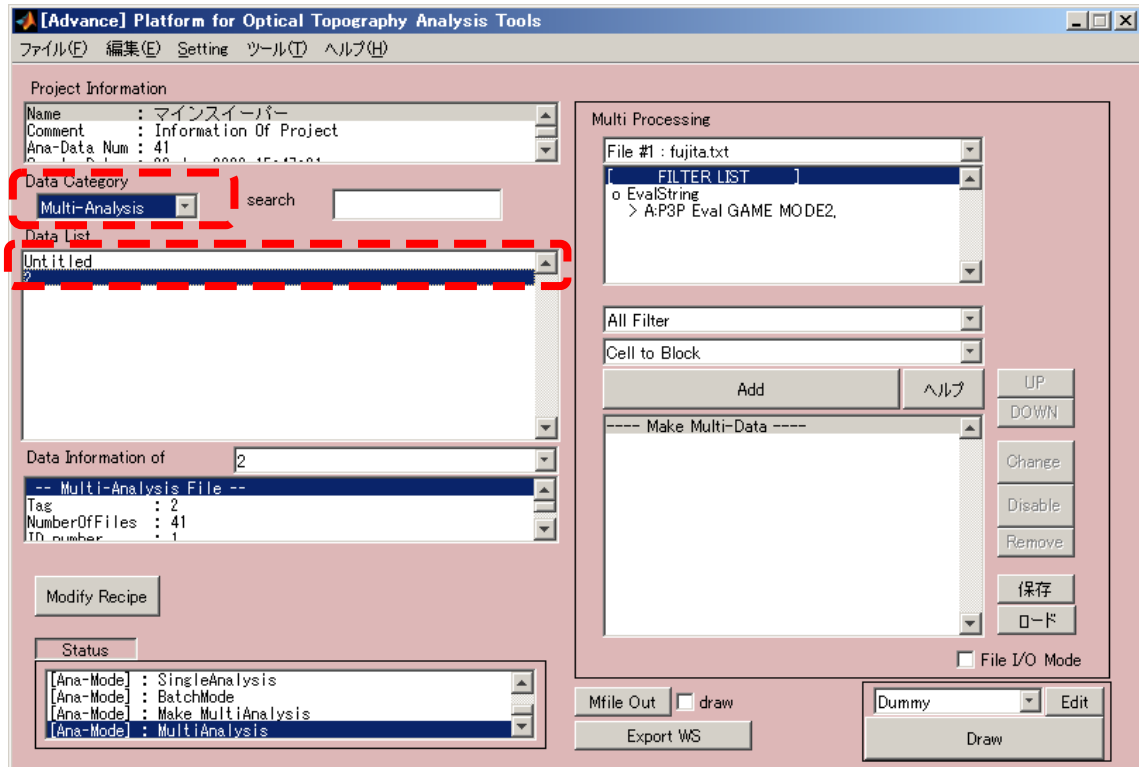 [Advance] Platform for Optical Topography Analysis Tools
ファイル(F) 編集(E) Setting ツール(T) ヘルプ(H)
Project Information
Name : マインスイーパー
Comment : Information Of Project
Ana-Data Num : 41
Data Category
Multi-Analysis
search
Data List
Untitled
2
Data Information of
2
-- Multi-Analysis File --
Tag : 2
NumberOfFiles : 41
ID number : 1
Modify Recipe
Status
[Ana-Mode] : SingleAnalysis
[Ana-Mode] : BatchMode
[Ana-Mode] : Make MultiAnalysis
[Ana-Mode] : MultiAnalysis
Multi Processing
File #1 : fujita.txt
[ FILTER LIST ]
o EvalString
> A:P3P Eval GAME MODE2,
All Filter
Cell to Block
Add
ヘルプ
UP
DOWN
---- Make Multi-Data ----
Change
Disable
Remove
保存
ロード
File I/O Mode
Mfile Out
draw
Export WS
Dummy
Edit
Draw